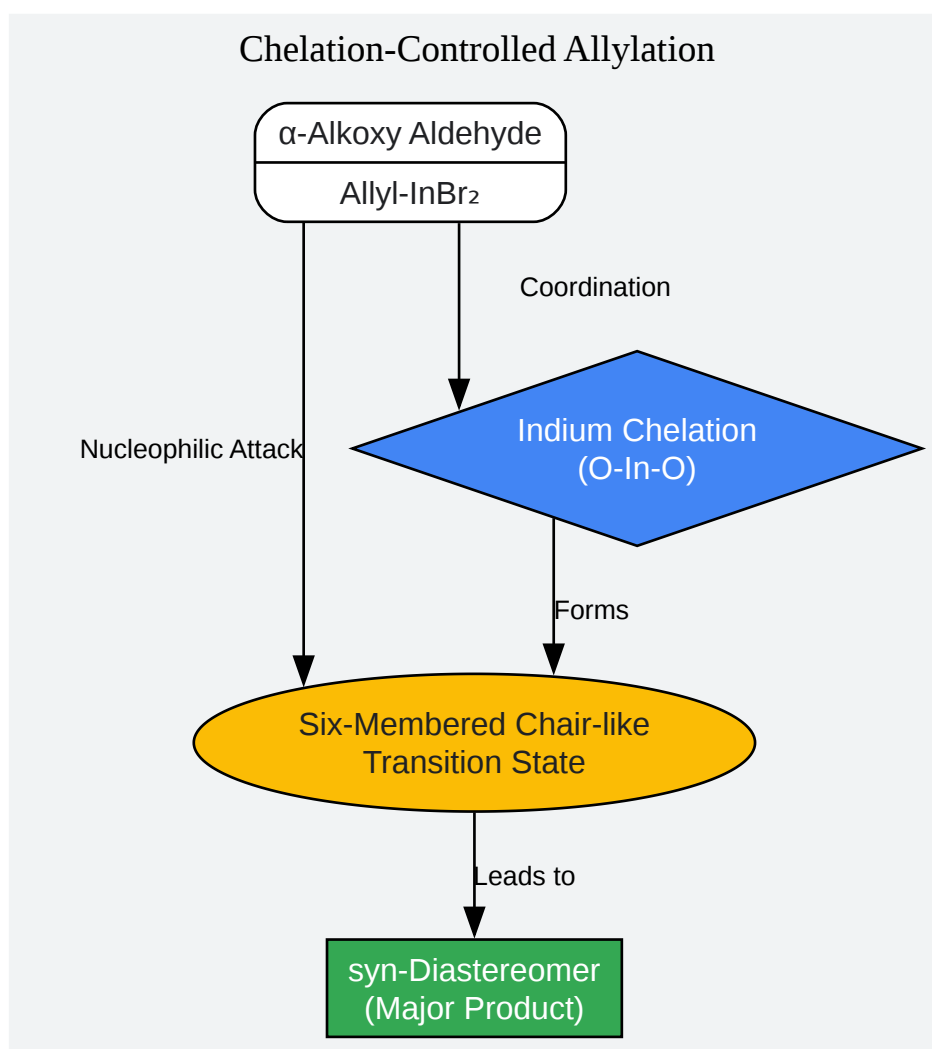 Chelation-Controlled Allylation
α-Alkoxy Aldehyde
Allyl-InBr₂
Coordination
Indium Chelation
(O-In-O)
Nucleophilic Attack
Forms
Six-Membered Chair-like
Transition State
Leads to
syn-Diastereomer
(Major Product)